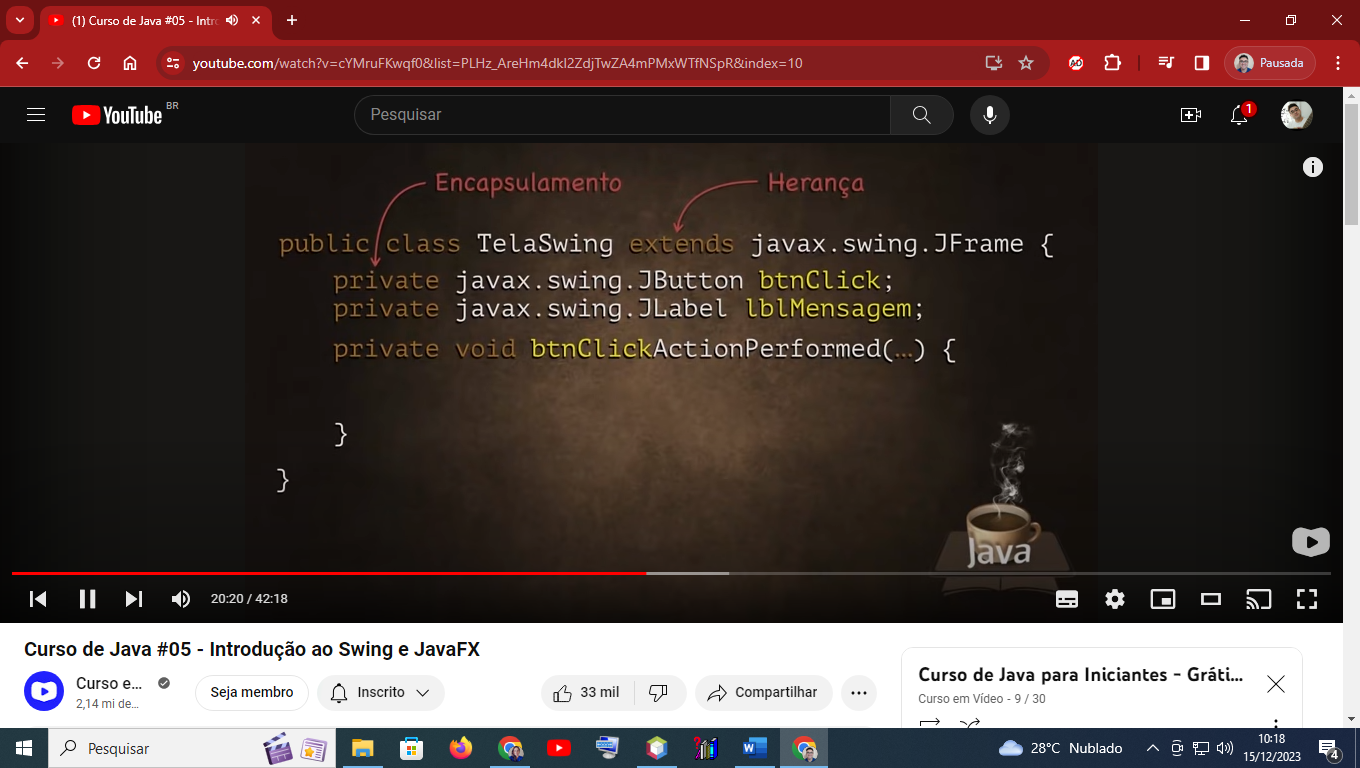 (1) Curso de Java #05 - Intro
youtube.com/watch?v=cYMruFKwqf0&list=PLHz_AreHm4dkI2ZdjTwZA4mPMxWTfNSpR&index=10
Pausada
YouTube BR
Pesquisar
1
Encapsulamento
Herança
public class TelaSwing extends javax.swing.JFrame {
private javax.swing.JButton btnClick;
private javax.swing.JLabel lblMensagem;
private void btnClickActionPerformed(...) {
}
}
Java
20:20 / 42:18
Curso de Java #05 - Introdução ao Swing e JavaFX
Curso e...
2,14 mi de...
Seja membro
Inscrito
33 mil
Compartilhar
Curso de Java para Iniciantes - Gráti...
Curso em Vídeo - 9 / 30
Pesquisar
28°C Nublado
10:18
15/12/2023
4